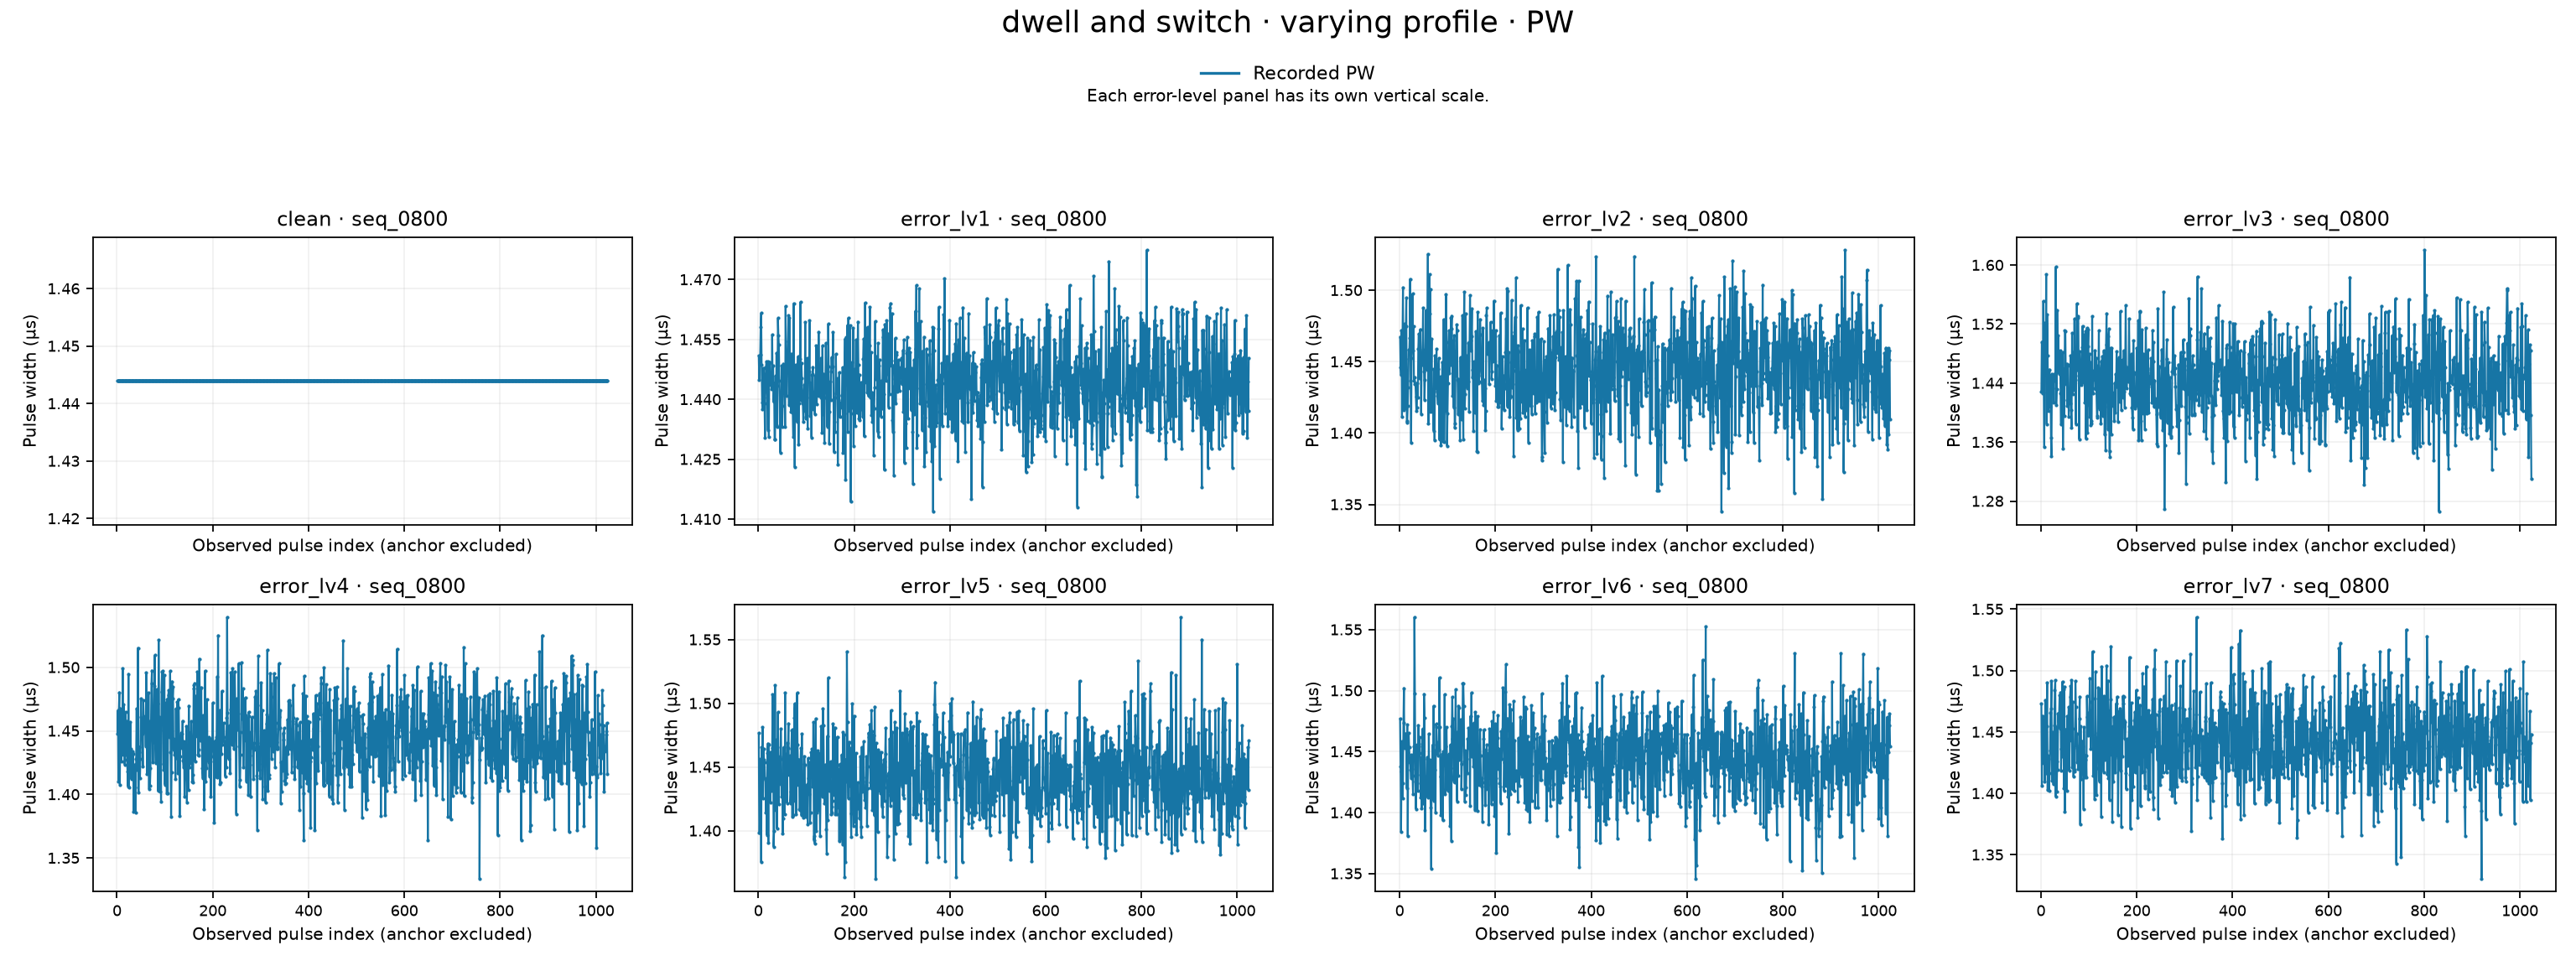 dwell and switch · varying profile · PW
Recorded PW
Each error-level panel has its own vertical scale.
clean · seq_0800
error_lv1 · seq_0800
error_lv2 · seq_0800
error_lv3 · seq_0800
Pulse width (µs)
1.46
1.45
1.44
1.43
1.42
Observed pulse index (anchor excluded)
Pulse width (µs)
1.470
1.455
1.440
1.425
1.410
Observed pulse index (anchor excluded)
Pulse width (µs)
1.50
1.45
1.40
1.35
Observed pulse index (anchor excluded)
Pulse width (µs)
1.60
1.52
1.44
1.36
1.28
Observed pulse index (anchor excluded)
error_lv4 · seq_0800
error_lv5 · seq_0800
error_lv6 · seq_0800
error_lv7 · seq_0800
Pulse width (µs)
1.50
1.45
1.40
1.35
0 200 400 600 800 1000
Observed pulse index (anchor excluded)
Pulse width (µs)
1.55
1.50
1.45
1.40
0 200 400 600 800 1000
Observed pulse index (anchor excluded)
Pulse width (µs)
1.55
1.50
1.45
1.40
1.35
0 200 400 600 800 1000
Observed pulse index (anchor excluded)
Pulse width (µs)
1.55
1.50
1.45
1.40
1.35
0 200 400 600 800 1000
Observed pulse index (anchor excluded)